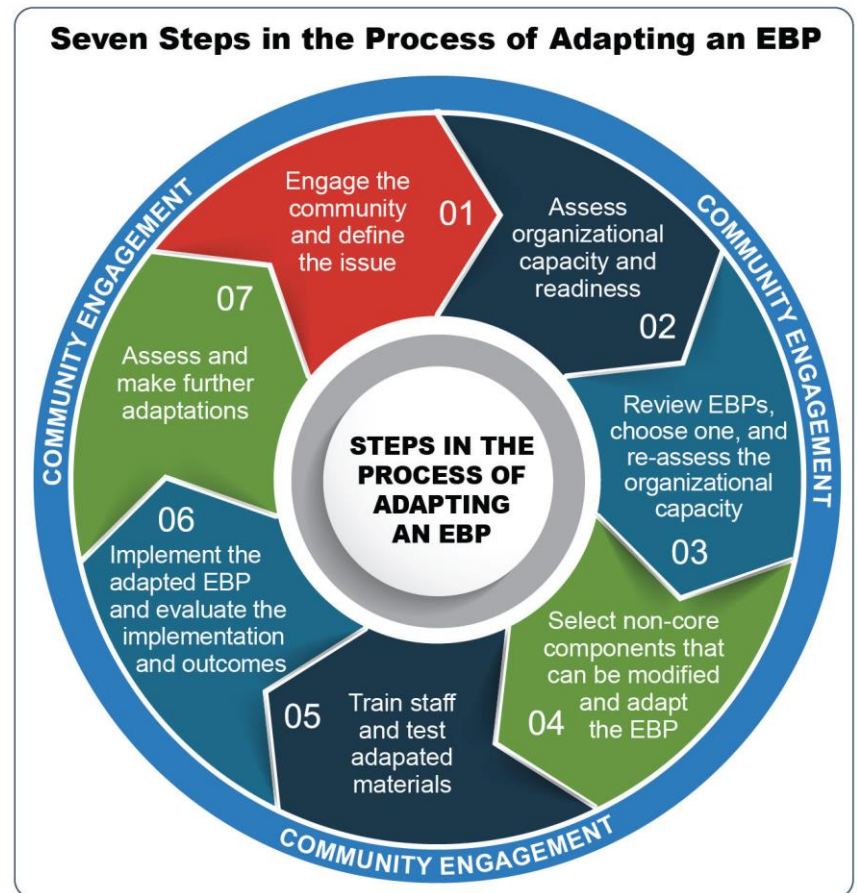 Seven Steps in the Process of Adapting an EBP
COMMUNITY ENGAGEMENT
COMMUNITY ENGAGEMENT
COMMUNITY ENGAGEMENT
STEPS IN THE
PROCESS OF
ADAPTING
AN EBP
01
Engage the
community
and define
the issue
02
Assess
organizational
capacity and
readiness
03
Review EBPs,
choose one, and
re-assess the
organizational
capacity
04
Select non-core
components that
can be modified
and adapt
the EBP
05
Train staff
and test
adapated
materials
06
Implement the
adapted EBP
and evaluate the
implementation
and outcomes
07
Assess and
make further
adaptations